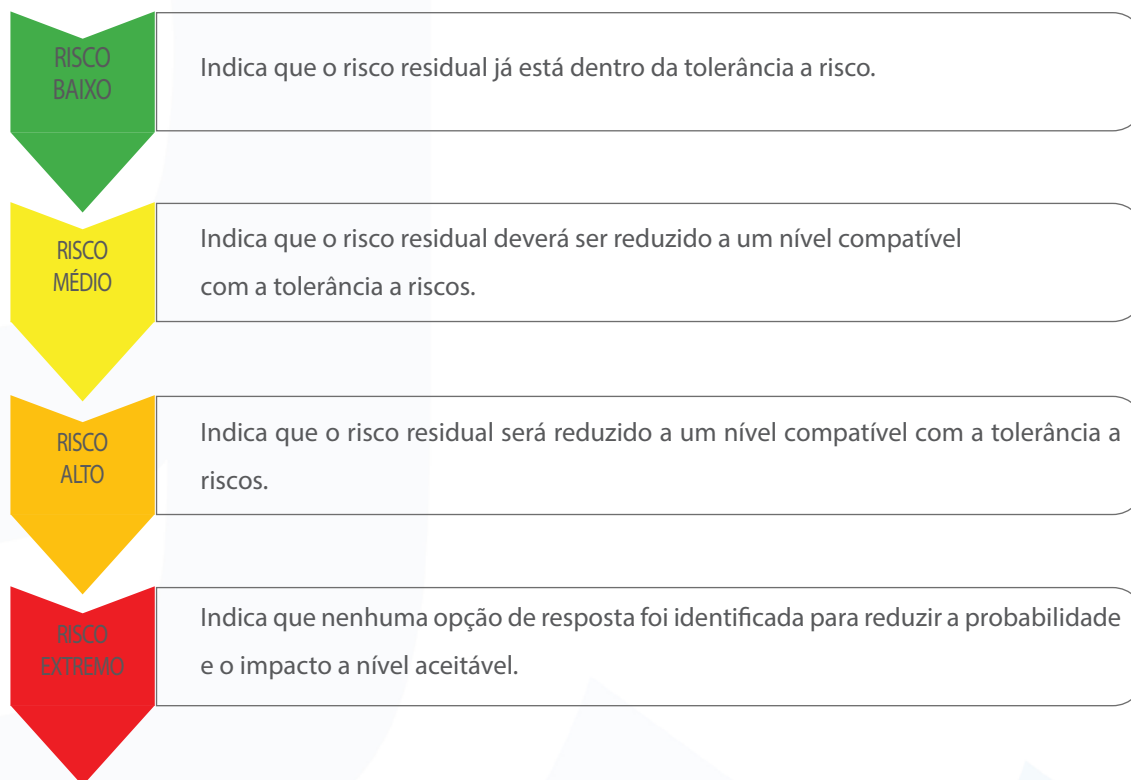 RISCO
BAIXO
Indica que o risco residual já está dentro da tolerância a risco.
RISCO
MÉDIO
Indica que o risco residual deverá ser reduzido a um nível compatível
com a tolerância a riscos.
RISCO
ALTO
Indica que o risco residual será reduzido a um nível compatível com a tolerância a
riscos.
RISCO
EXTREMO
Indica que nenhuma opção de resposta foi identificada para reduzir a probabilidade
e o impacto a nível aceitável.